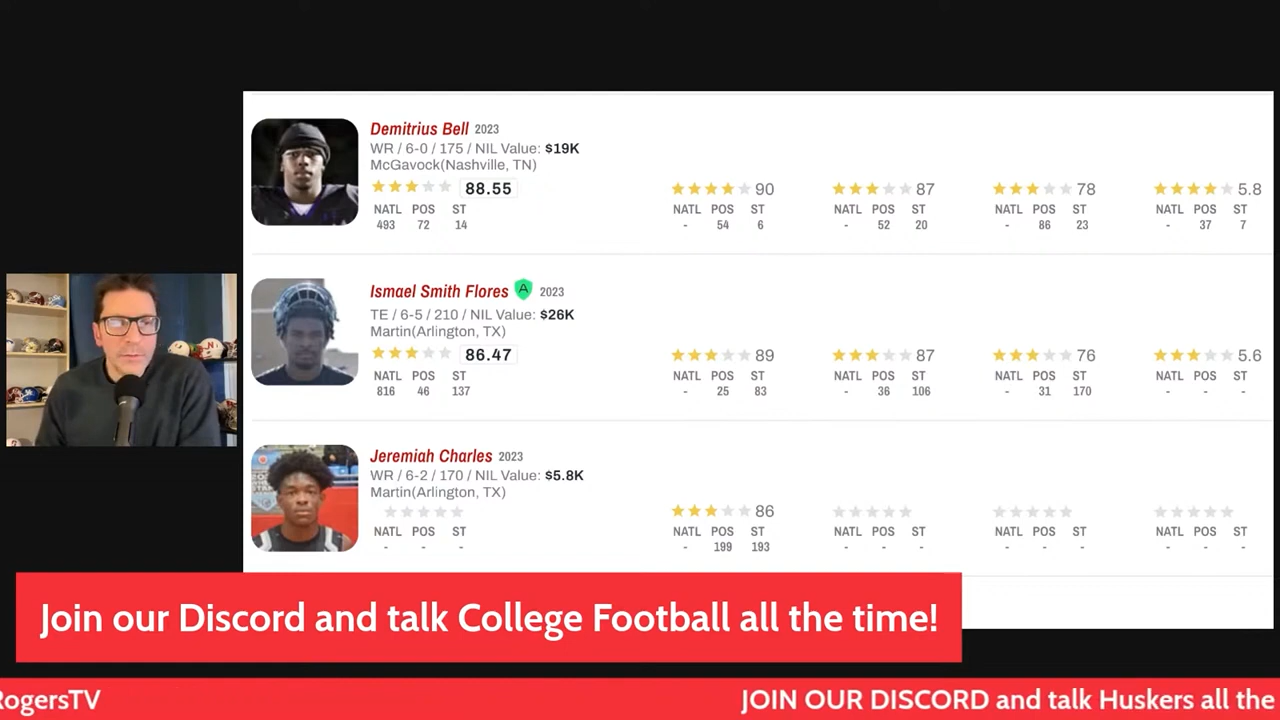 Demitrius Bell 2023
WR / 6-0 / 175 / NIL Value: $19K
McGavock(Nashville, TN)
88.55 90 87 78 5.8
NATL POS ST NATL POS ST NATL POS ST NATL POS ST NATL POS ST
493 72 14 - 54 6 - 52 20 - 86 23 - 37 7
Ismael Smith Flores A 2023
TE / 6-5 / 210 / NIL Value: $26K
Martin(Arlington, TX)
86.47 89 87 76 5.6
NATL POS ST NATL POS ST NATL POS ST NATL POS ST NATL POS ST
816 46 137 - 25 83 - 36 106 - 31 170 - - -
Jeremiah Charles 2023
WR / 6-2 / 170 / NIL Value: $5.8K
Martin(Arlington, TX)
86
NATL POS ST NATL POS ST NATL POS ST NATL POS ST NATL POS ST
- - - - 199 193 - - - - - - - - -
Join our Discord and talk College Football all the time!
RogersTV JOIN OUR DISCORD and talk Huskers all the